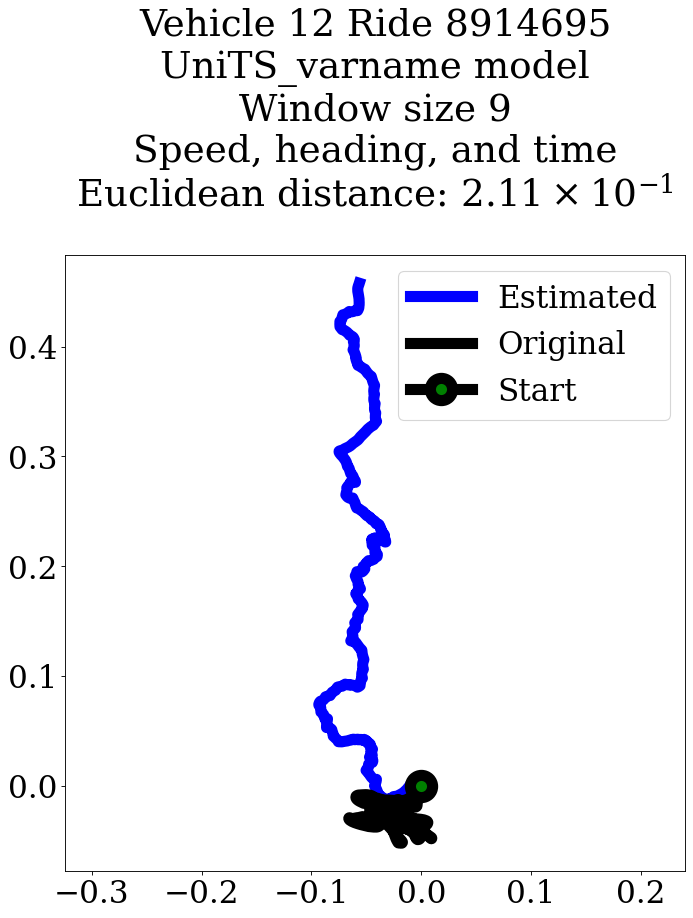 Vehicle 12 Ride 8914695
UniTS_varname model
Window size 9
Speed, heading, and time
Euclidean distance: 2.11 × 10⁻¹
Estimated
Original
Start
0.4
0.3
0.2
0.1
0.0
−0.3 −0.2 −0.1 0.0 0.1 0.2